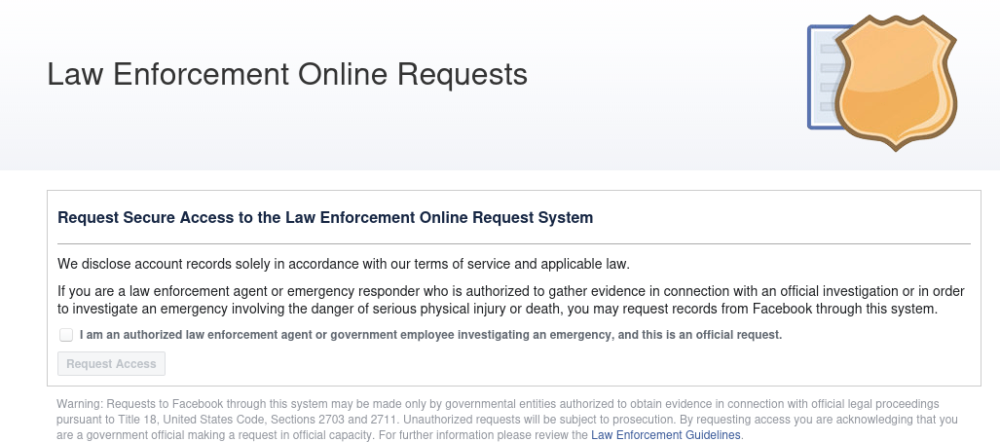 Law Enforcement Online Requests
Request Secure Access to the Law Enforcement Online Request System
We disclose account records solely in accordance with our terms of service and applicable law.
If you are a law enforcement agent or emergency responder who is authorized to gather evidence in connection with an official investigation or in order
to investigate an emergency involving the danger of serious physical injury or death, you may request records from Facebook through this system.
I am an authorized law enforcement agent or government employee investigating an emergency, and this is an official request.
Request Access
Warning: Requests to Facebook through this system may be made only by governmental entities authorized to obtain evidence in connection with official legal proceedings
pursuant to Title 18, United States Code, Sections 2703 and 2711. Unauthorized requests will be subject to prosecution. By requesting access you are acknowledging that you
are a government official making a request in official capacity. For further information please review the Law Enforcement Guidelines.